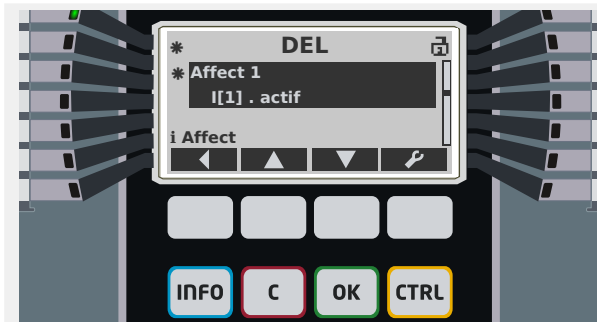 DEL
Affect 1
I[1] . actif
i Affect
INFO
C
OK
CTRL